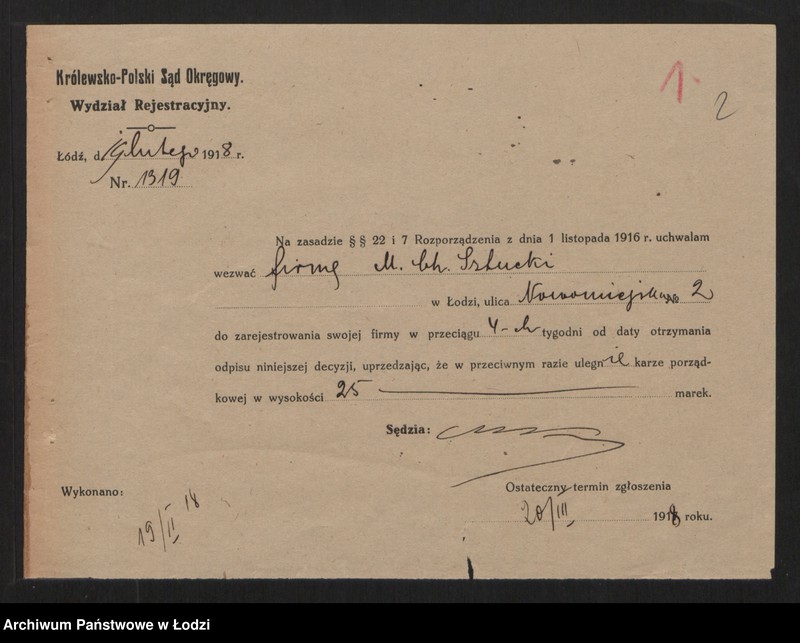 Królewsko-Polski Sąd Okręgowy.
1.
2
Wydział Rejestracyjny.
Łódź, d. Lutego 1918 r.
Nr. 1319
Na zasadzie § § 22 i 7 Rozporządzenia z dnia 1 listopada 1916 r. uchwalam
wezwać firmę M. Ch. Sztucki
w Łodzi, ulica Nowomiejska № 2
do zarejestrowania swojej firmy w przeciągu 4-ch tygodni od daty otrzymania
odpisu niniejszej decyzji, uprzedzając, że w przeciwnym razie ulegnie karze porząd-
kowej w wysokości 25 marek.
Sędzia:
Wykonano:
19/II 18
Ostateczny termin zgłoszenia
20/III 1918 roku.
Archiwum Państwowe w Łodzi